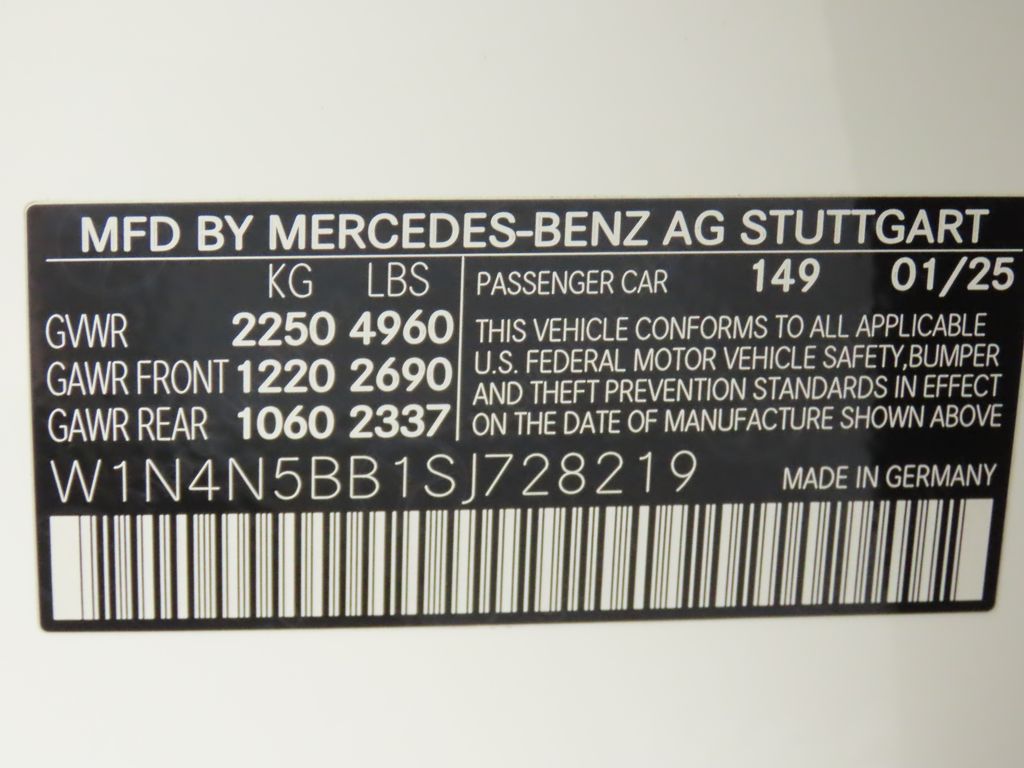 MFD BY MERCEDES-BENZ AG STUTTGART
KG LBS
GVWR 2250 4960
GAWR FRONT 1220 2690
GAWR REAR 1060 2337
PASSENGER CAR 149 01/25
THIS VEHICLE CONFORMS TO ALL APPLICABLE
U.S. FEDERAL MOTOR VEHICLE SAFETY,BUMPER
AND THEFT PREVENTION STANDARDS IN EFFECT
ON THE DATE OF MANUFACTURE SHOWN ABOVE
W1N4N5BB1SJ728219
MADE IN GERMANY